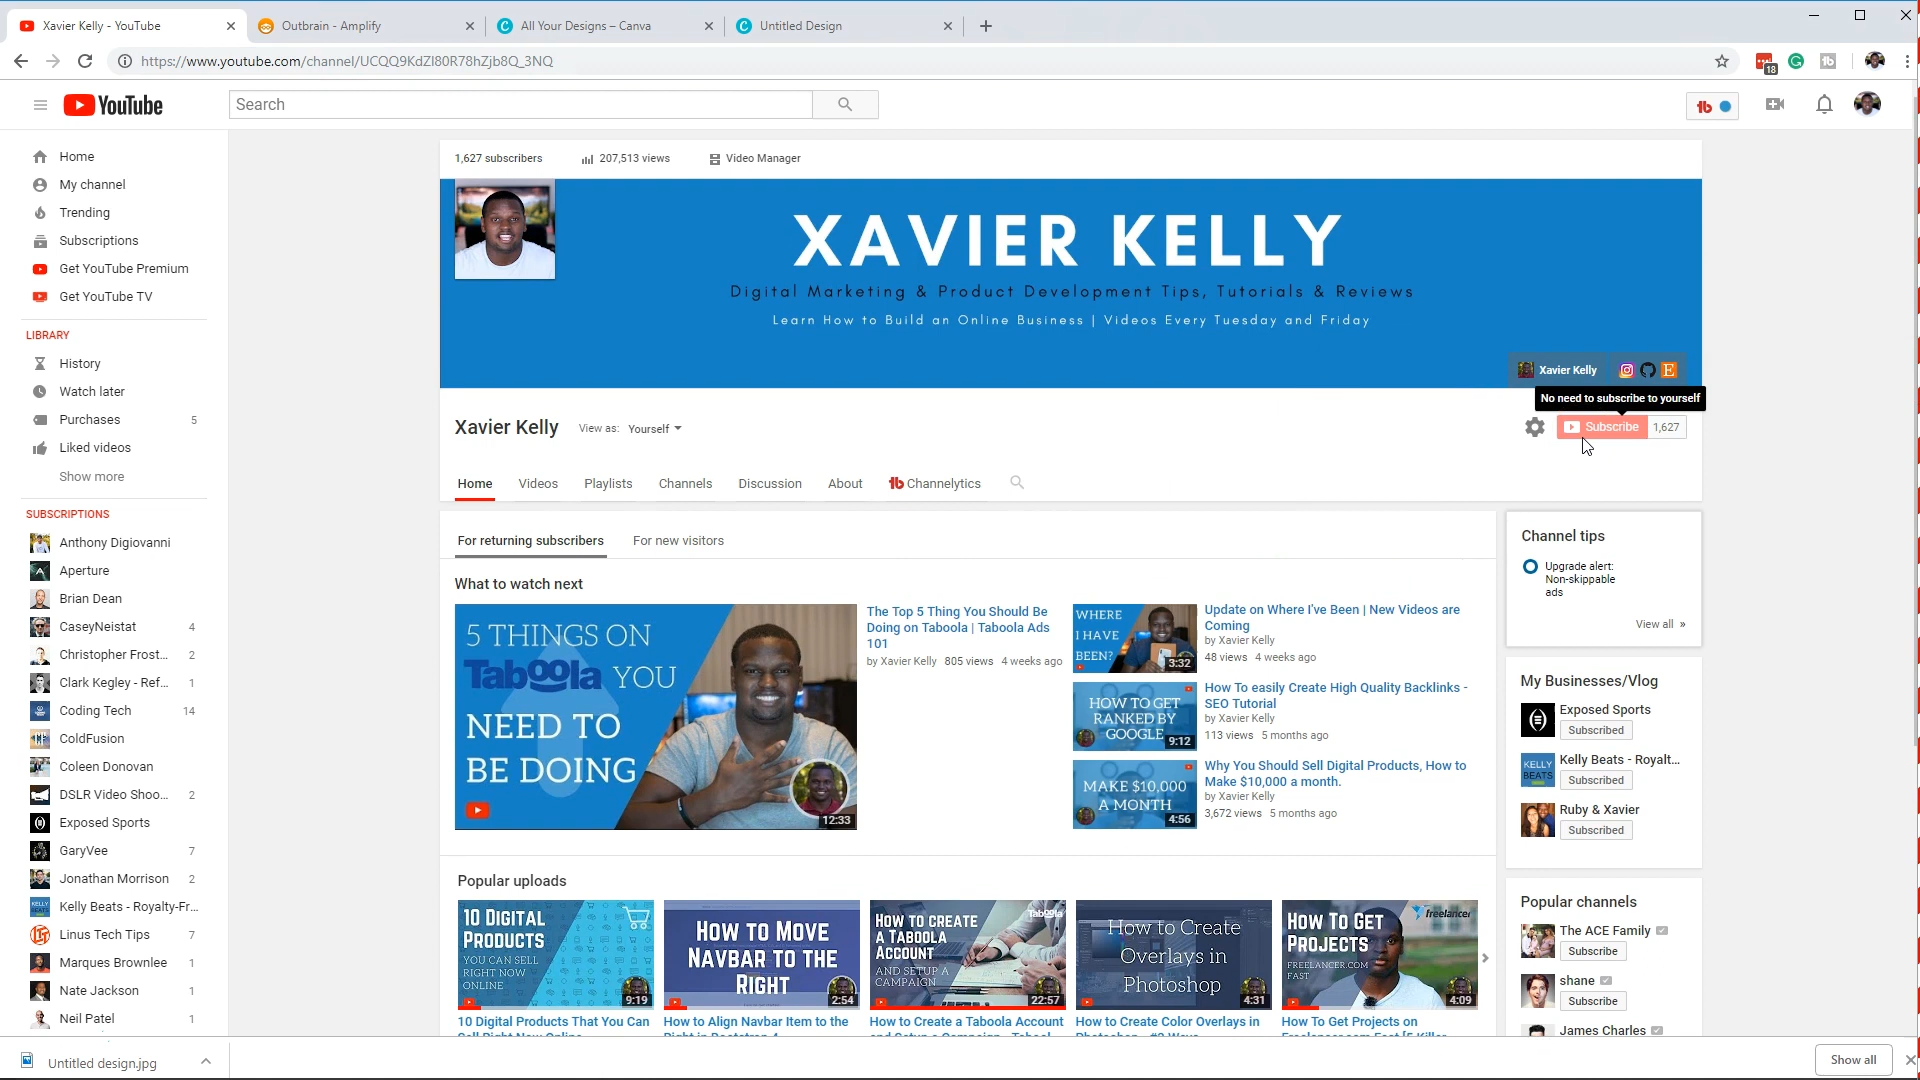 Xavier Kelly - YouTube
Outbrain - Amplify
All Your Designs – Canva
Untitled Design
https://www.youtube.com/channel/UCQQ9KdZI80R78hZjb8Q_3NQ
18
YouTube
Search
Home
My channel
Trending
Subscriptions
Get YouTube Premium
Get YouTube TV
LIBRARY
History
Watch later
Purchases 5
Liked videos
Show more
SUBSCRIPTIONS
Anthony Digiovanni
Aperture
Brian Dean
CaseyNeistat 4
Christopher Frost... 2
Clark Kegley - Ref... 1
Coding Tech 14
ColdFusion
Coleen Donovan
DSLR Video Shoo... 2
Exposed Sports
GaryVee 7
Jonathan Morrison 2
Kelly Beats - Royalty-Fr...
Linus Tech Tips 7
Marques Brownlee 1
Nate Jackson 1
Neil Patel 1
1,627 subscribers
207,513 views
Video Manager
XAVIER KELLY
Digital Marketing & Product Development Tips, Tutorials & Reviews
Learn How to Build an Online Business | Videos Every Tuesday and Friday
Xavier Kelly
No need to subscribe to yourself
Xavier Kelly
View as: Yourself
Subscribe 1,627
Home
Videos
Playlists
Channels
Discussion
About
Channelytics
For returning subscribers
For new visitors
What to watch next
5 THINGS ON
Taboola YOU
NEED TO
BE DOING
12:33
The Top 5 Thing You Should Be
Doing on Taboola | Taboola Ads
101
by Xavier Kelly 805 views 4 weeks ago
WHERE
I HAVE
BEEN?
3:32
Update on Where I've Been | New Videos are
Coming
by Xavier Kelly
48 views 4 weeks ago
HOW TO GET
RANKED BY
GOOGLE
9:12
How To easily Create High Quality Backlinks -
SEO Tutorial
by Xavier Kelly
113 views 5 months ago
MAKE $10,000
A MONTH
4:56
Why You Should Sell Digital Products, How to
Make $10,000 a month.
by Xavier Kelly
3,672 views 5 months ago
Popular uploads
10 DIGITAL
PRODUCTS
YOU CAN SELL
RIGHT NOW
ONLINE
9:19
10 Digital Products That You Can
HOW TO MOVE
NAVBAR TO THE
RIGHT
2:54
How to Align Navbar Item to the
Taboola
HOW TO CREATE
A TABOOLA
ACCOUNT
AND SETUP A
CAMPAIGN
22:57
How to Create a Taboola Account
How to Create
Overlays in
Photoshop
4:31
How to Create Color Overlays in
freelancer
HOW TO GET
PROJECTS
FREELANCER.COM
FAST
4:09
How To Get Projects on
Channel tips
Upgrade alert:
Non-skippable
ads
View all »
My Businesses/Vlog
Exposed Sports
Subscribed
KELLY
BEATS
Kelly Beats - Royalt...
Subscribed
Ruby & Xavier
Subscribed
Popular channels
The ACE Family
Subscribe
shane
Subscribe
James Charles
Untitled design.jpg
Show all